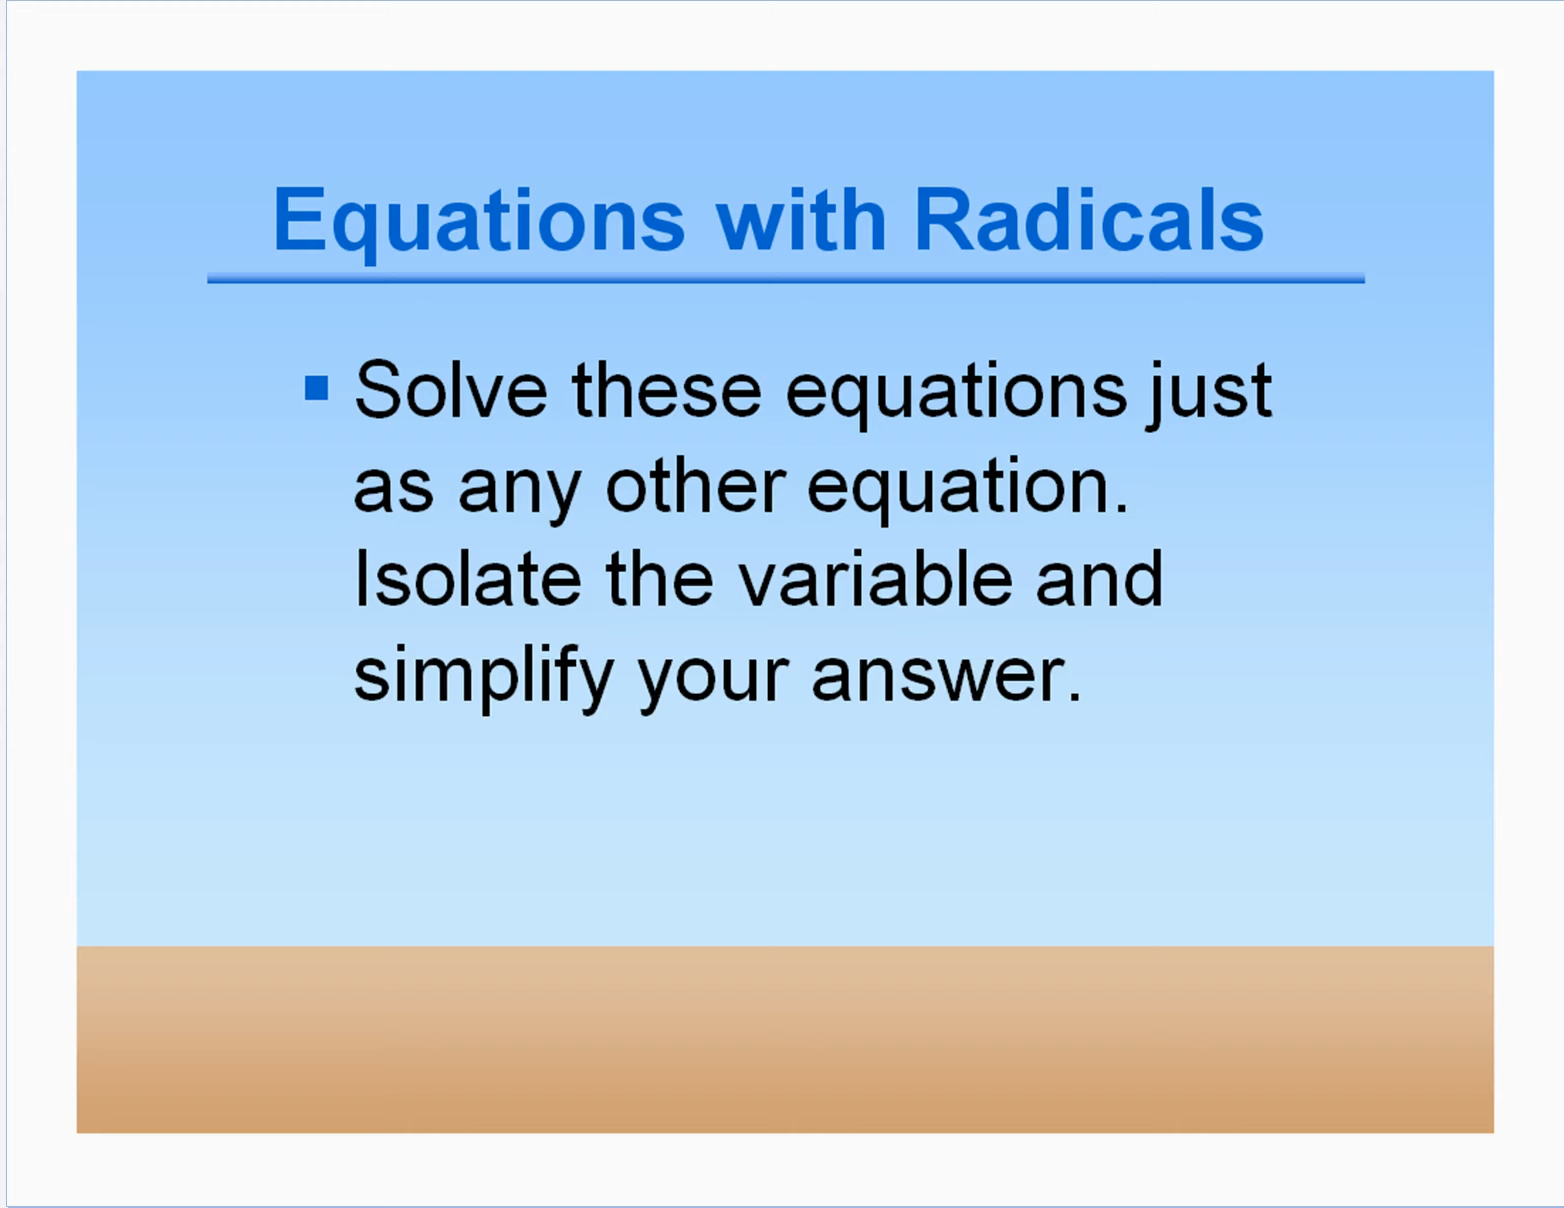 Equations with Radicals
Solve these equations just
as any other equation.
Isolate the variable and
simplify your answer.